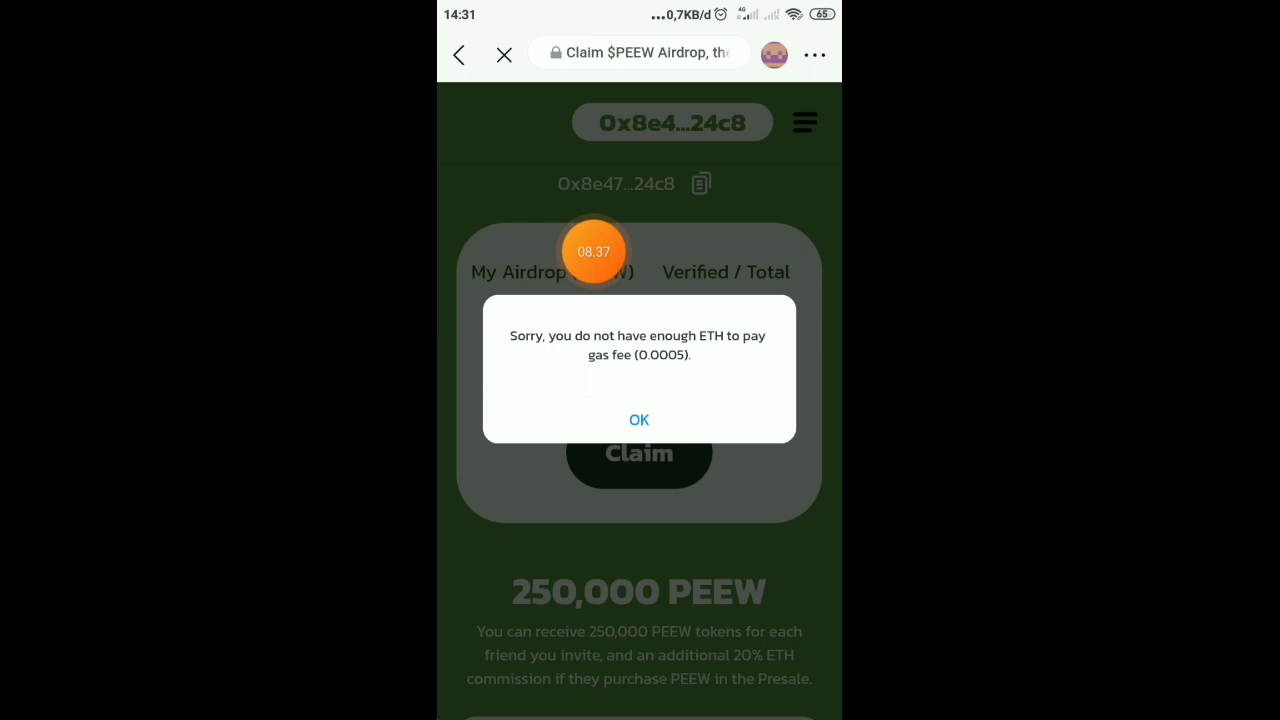 14:31
...0,7KB/d
4G
65
Claim $PEEW Airdrop, the
0x8e4...24c8
0x8e47...24c8
08.37
My Airdrop W)
Verified / Total
Sorry, you do not have enough ETH to pay
gas fee (0.0005).
OK
Claim
250,000 PEEW
You can receive 250,000 PEEW tokens for each
friend you invite, and an additional 20% ETH
commission if they purchase PEEW in the Presale.